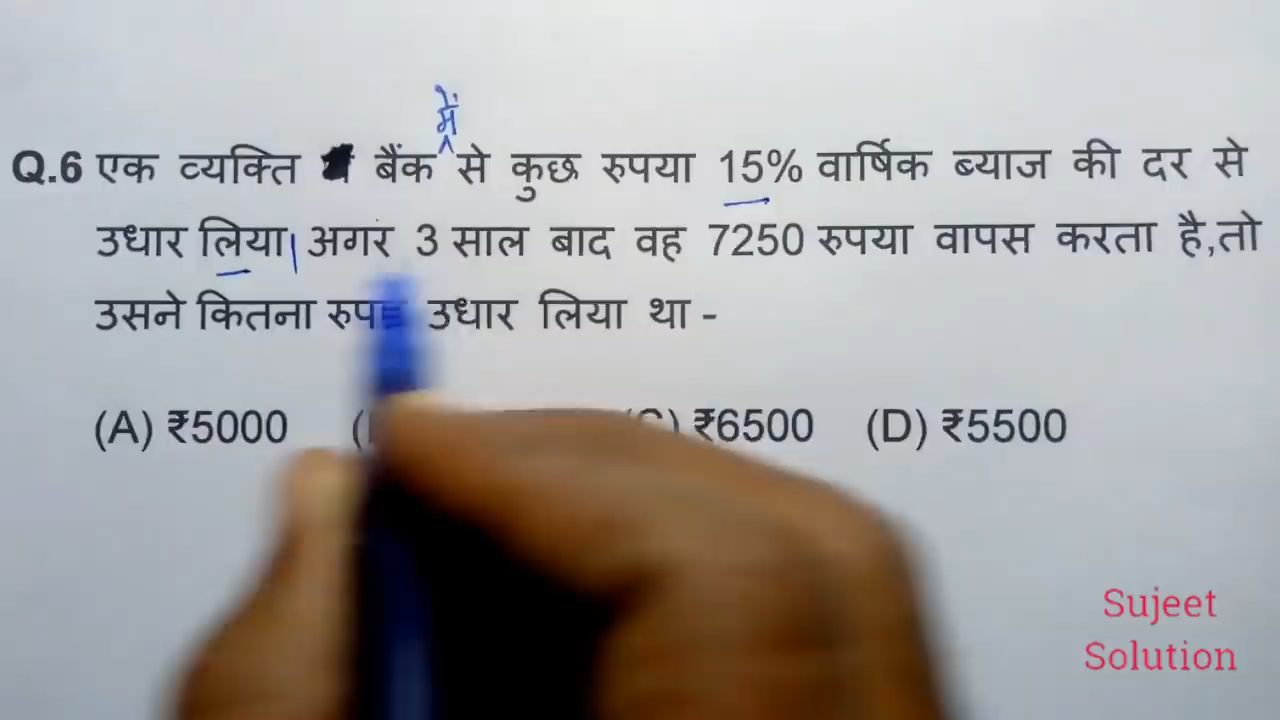 में
Q.6 एक व्यक्ति बैंक से कुछ रुपया 15% वार्षिक ब्याज की दर से
उधार लिया| अगर 3 साल बाद वह 7250 रुपया वापस करता है,तो
उसने कितना उधार लिया था -
(A) ₹5000 ₹6500 (D) ₹5500
Sujeet
Solution